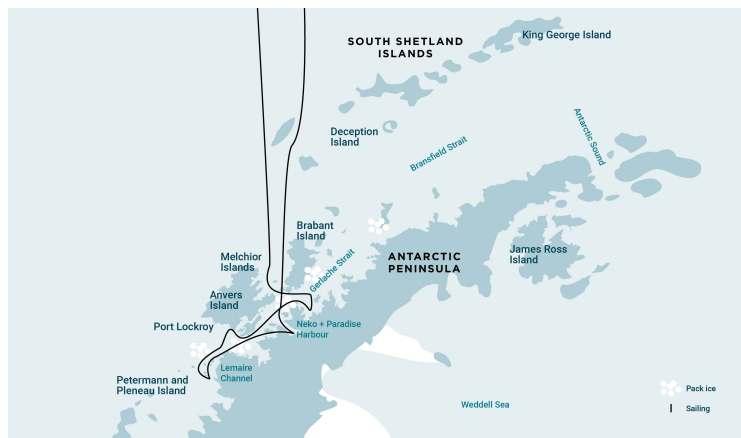 SOUTH SHETLAND
ISLANDS
King George Island
Deception
Island
Bransfield Strait
Antarctic Sound
Brabant
Island
Melchior
Islands
Gerlache Strait
ANTARCTIC
PENINSULA
James Ross
Island
Anvers
Island
Port Lockroy
Neko + Paradise
Harbour
Lemaire
Channel
Petermann and
Pleneau Island
Weddell Sea
Pack ice
Sailing